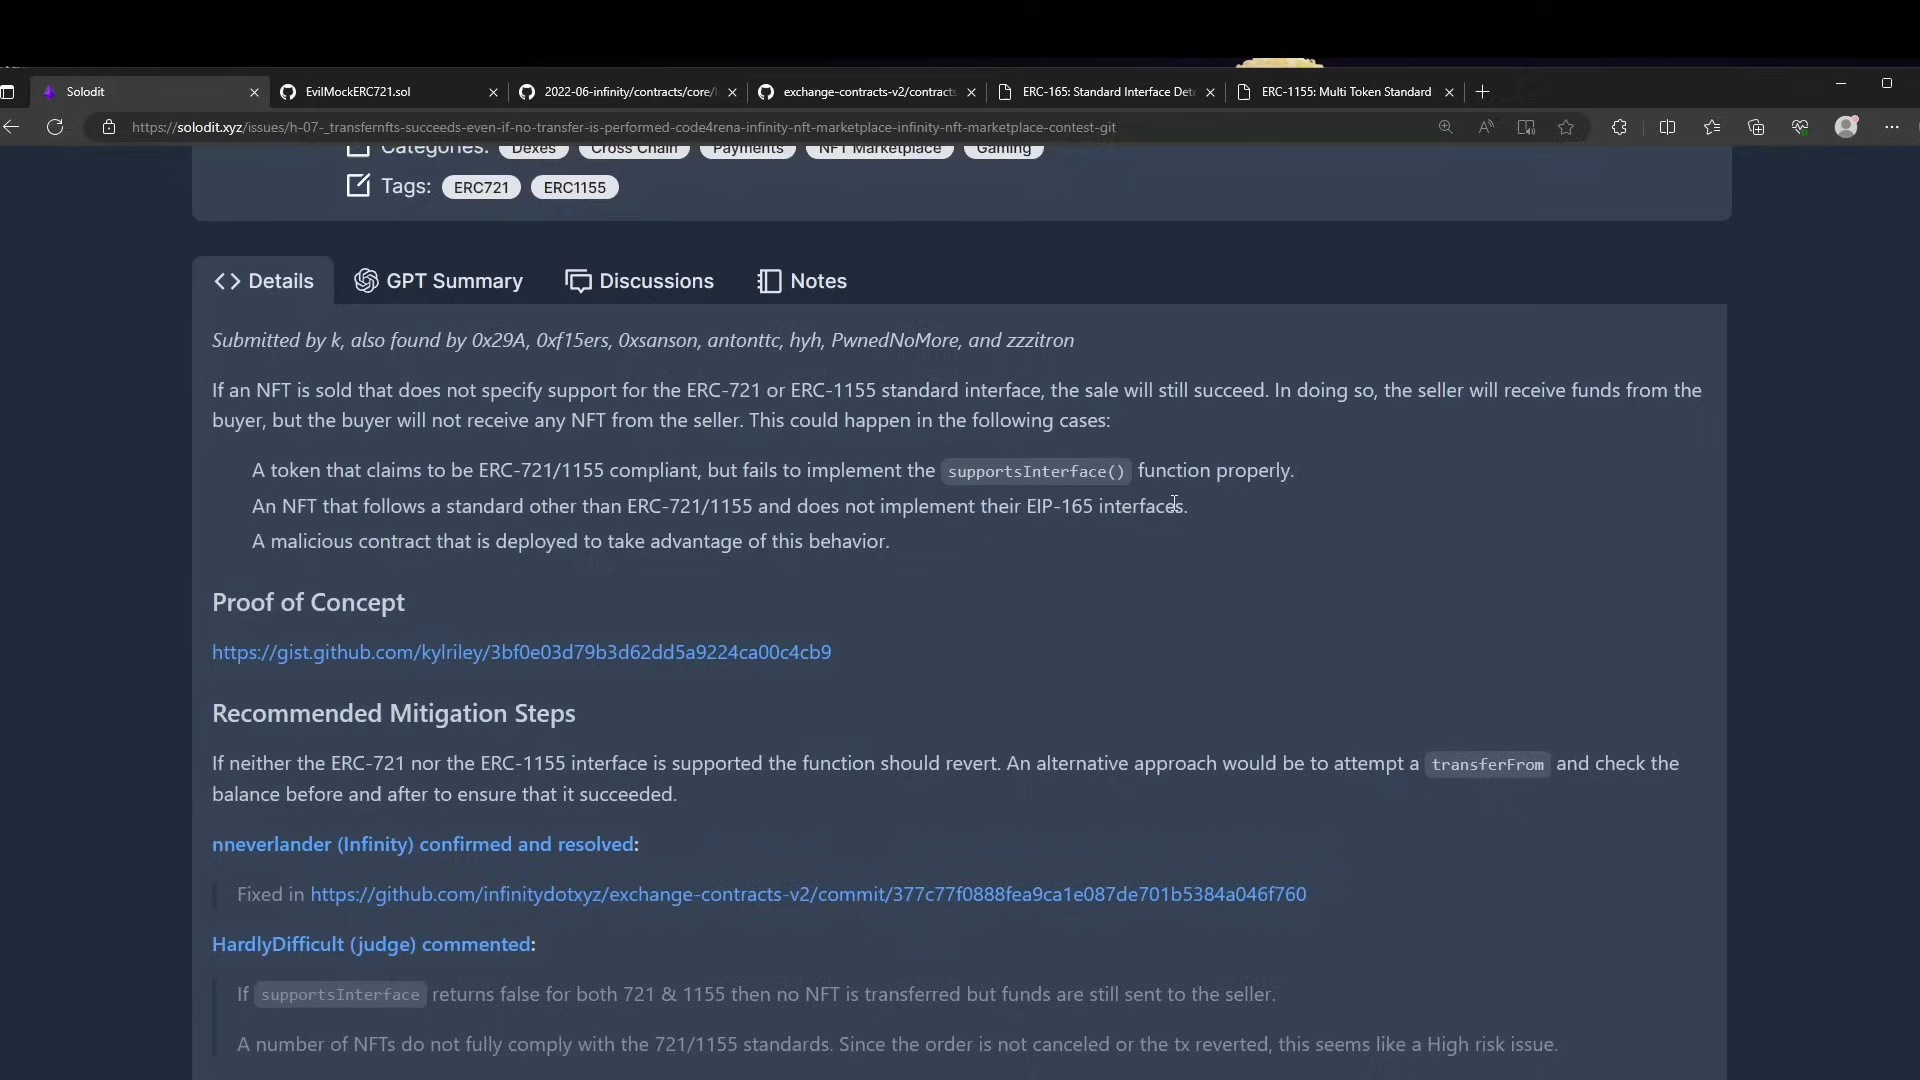 Solodit
EvilMockERC721.sol
2022-06-infinity/contracts/core/
exchange-contracts-v2/contracts
ERC-165: Standard Interface Det
ERC-1155: Multi Token Standard
https://solodit.xyz/issues/h-07-_transfernfts-succeeds-even-if-no-transfer-is-performed-code4rena-infinity-nft-marketplace-infinity-nft-marketplace-contest-git
Categories: Dexes Cross Chain Payments NFT Marketplace Gaming
Tags: ERC721 ERC1155
Details GPT Summary Discussions Notes
Submitted by k, also found by 0x29A, 0xf15ers, 0xsanson, antonttc, hyh, PwnedNoMore, and zzzitron
If an NFT is sold that does not specify support for the ERC-721 or ERC-1155 standard interface, the sale will still succeed. In doing so, the seller will receive funds from the
buyer, but the buyer will not receive any NFT from the seller. This could happen in the following cases:
A token that claims to be ERC-721/1155 compliant, but fails to implement the supportsInterface() function properly.
An NFT that follows a standard other than ERC-721/1155 and does not implement their EIP-165 interfaces.
A malicious contract that is deployed to take advantage of this behavior.
Proof of Concept
https://gist.github.com/kylriley/3bf0e03d79b3d62dd5a9224ca00c4cb9
Recommended Mitigation Steps
If neither the ERC-721 nor the ERC-1155 interface is supported the function should revert. An alternative approach would be to attempt a transferFrom and check the
balance before and after to ensure that it succeeded.
nneverlander (Infinity) confirmed and resolved:
Fixed in https://github.com/infinitydotxyz/exchange-contracts-v2/commit/377c77f0888fea9ca1e087de701b5384a046f760
HardlyDifficult (judge) commented:
If supportsInterface returns false for both 721 & 1155 then no NFT is transferred but funds are still sent to the seller.
A number of NFTs do not fully comply with the 721/1155 standards. Since the order is not canceled or the tx reverted, this seems like a High risk issue.